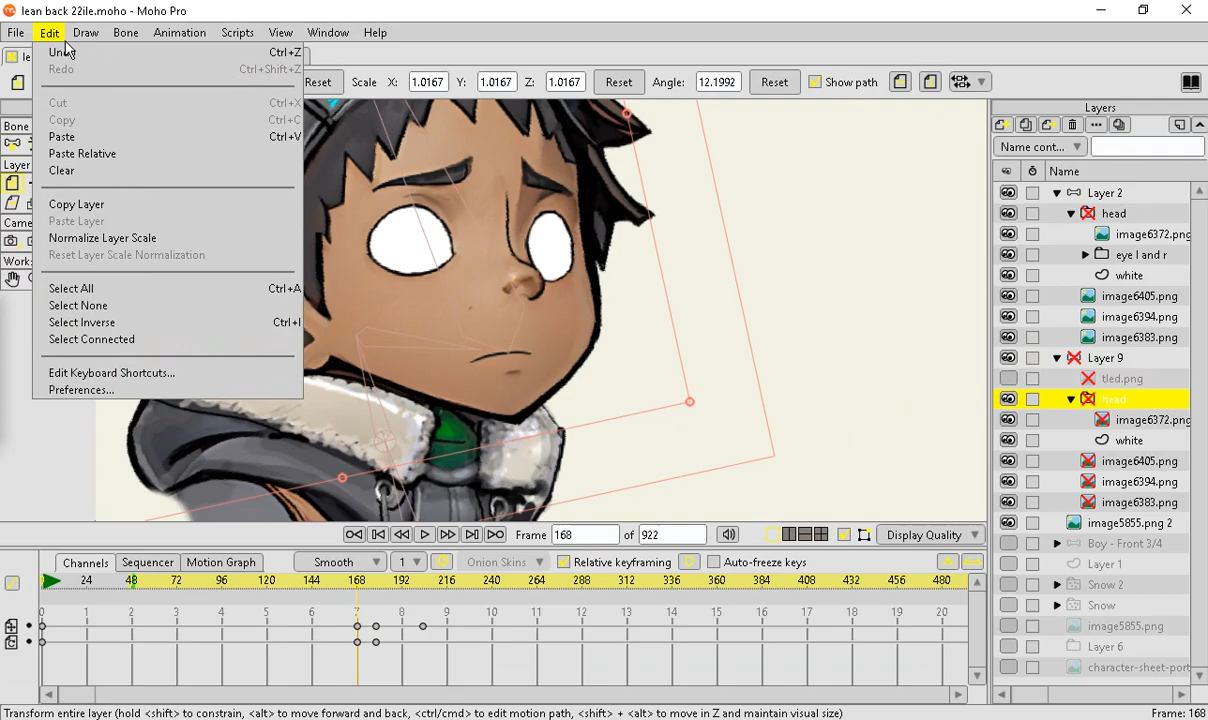 lean back 22ile.moho - Moho Pro
File Edit Draw Bone Animation Scripts View Window Help
Undo Ctrl+Z
Redo Ctrl+Shift+Z
Cut Ctrl+X
Copy Ctrl+C
Paste Ctrl+V
Paste Relative
Clear
Copy Layer
Paste Layer
Normalize Layer Scale
Reset Layer Scale Normalization
Select All Ctrl+A
Select None
Select Inverse Ctrl+I
Select Connected
Edit Keyboard Shortcuts...
Preferences...
le
Reset Scale X: 1.0167 Y: 1.0167 Z: 1.0167 Reset Angle: 12.1992 Reset Show path
Bone
Layer
Came
Work
Layers
Name cont...
Name
Layer 2
head
image6372.png
eye l and r
white
image6405.png
image6394.png
image6383.png
Layer 9
tled.png
head
image6372.png
white
image6405.png
image6394.png
image6383.png
image5855.png 2
Boy - Front 3/4
Layer 1
Snow 2
Snow
image5855.png
Layer 6
character-sheet-port
Frame 168 of 922 Display Quality
Channels Sequencer Motion Graph Smooth 1 Onion Skins Relative keyframing Auto-freeze keys
24 48 72 96 120 144 168 192 216 240 264 288 312 336 360 384 408 432 456 480
0 1 2 3 4 5 6 7 8 9 10 11 12 13 14 15 16 17 18 19 20
Transform entire layer (hold <shift> to constrain, <alt> to move forward and back, <ctrl/cmd> to edit motion path, <shift> + <alt> to move in Z and maintain visual size) Frame: 168